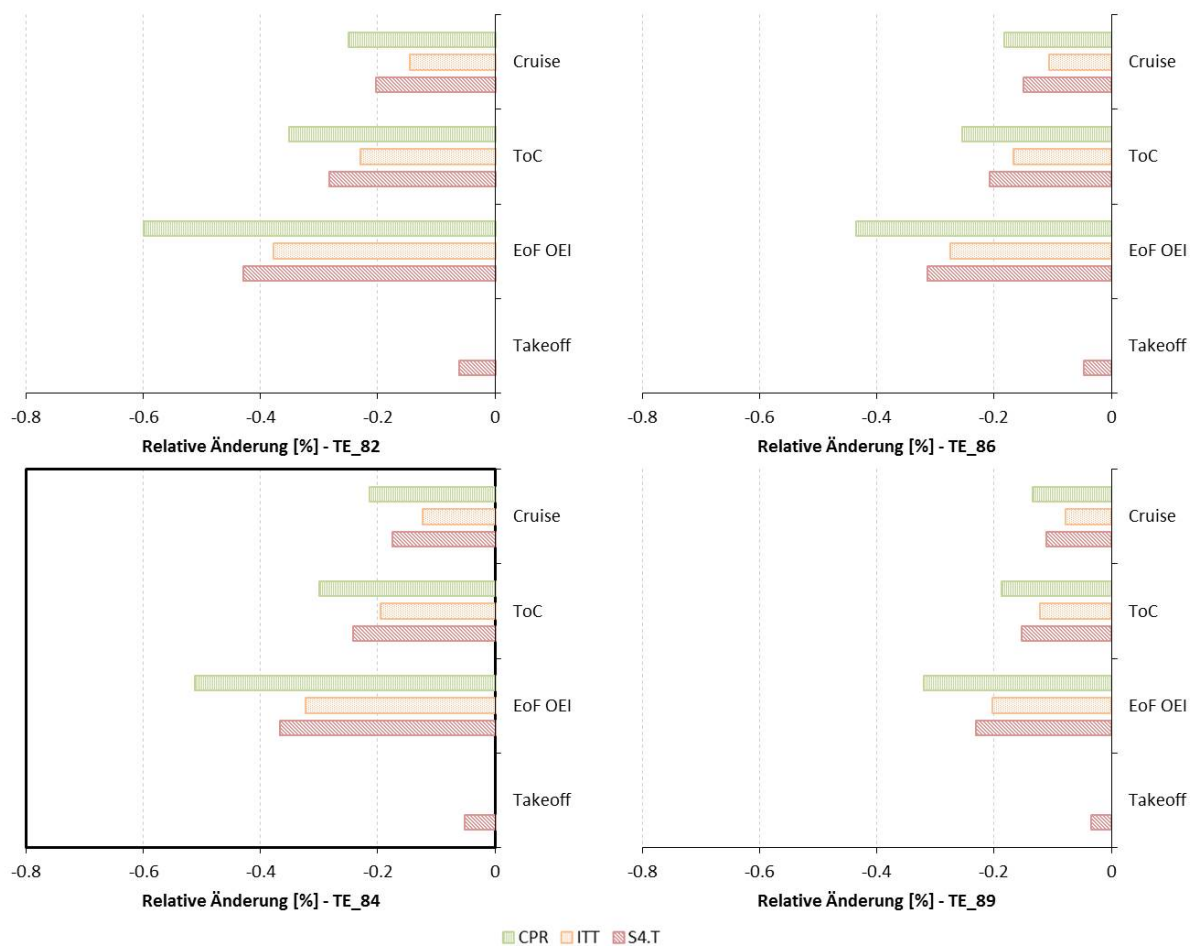 Cruise
ToC
EoF OEI
Takeoff
-0.8 -0.6 -0.4 -0.2 0
Relative Änderung [%] - TE_82
Cruise
ToC
EoF OEI
Takeoff
-0.8 -0.6 -0.4 -0.2 0
Relative Änderung [%] - TE_86
Cruise
ToC
EoF OEI
Takeoff
-0.8 -0.6 -0.4 -0.2 0
Relative Änderung [%] - TE_84
Cruise
ToC
EoF OEI
Takeoff
-0.8 -0.6 -0.4 -0.2 0
Relative Änderung [%] - TE_89
CPR ITT S4.T